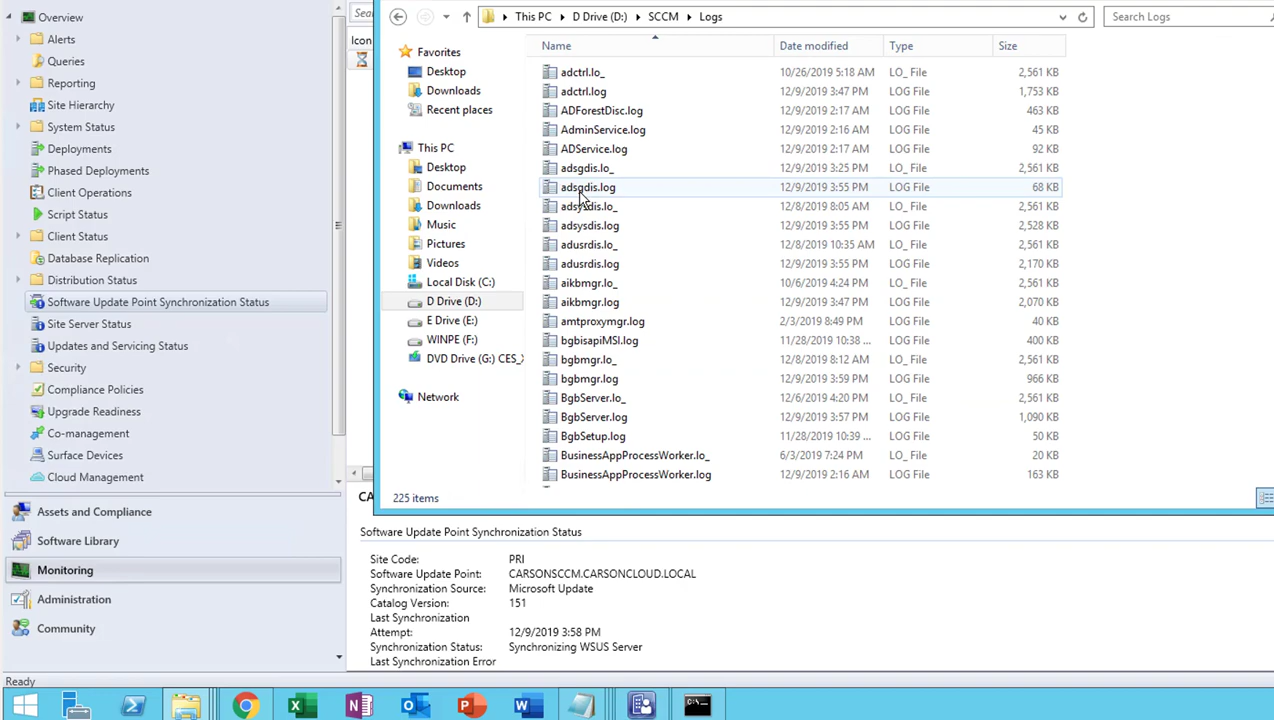 Overview
Alerts
Queries
Reporting
Site Hierarchy
System Status
Deployments
Phased Deployments
Client Operations
Script Status
Client Status
Database Replication
Distribution Status
Software Update Point Synchronization Status
Site Server Status
Updates and Servicing Status
Security
Compliance Policies
Upgrade Readiness
Co-management
Surface Devices
Cloud Management
Assets and Compliance
Software Library
Monitoring
Administration
Community
Ready
Sear
Icon
This PC D Drive (D:) SCCM Logs
Search Logs
Favorites
Desktop
Downloads
Recent places
This PC
Desktop
Documents
Downloads
Music
Pictures
Videos
Local Disk (C:)
D Drive (D:)
E Drive (E:)
WINPE (F:)
DVD Drive (G:) CES_X
Network
Name Date modified Type Size
adctrl.lo_ 10/26/2019 5:18 AM LO_ File 2,561 KB
adctrl.log 12/9/2019 3:47 PM LOG File 1,753 KB
ADForestDisc.log 12/9/2019 2:17 AM LOG File 463 KB
AdminService.log 12/9/2019 2:16 AM LOG File 45 KB
ADService.log 12/9/2019 2:17 AM LOG File 92 KB
adsgdis.lo_ 12/9/2019 3:25 PM LO_ File 2,561 KB
adsgdis.log 12/9/2019 3:55 PM LOG File 68 KB
adsysdis.lo_ 12/8/2019 8:05 AM LO_ File 2,561 KB
adsysdis.log 12/9/2019 3:55 PM LOG File 2,528 KB
adusrdis.lo_ 12/8/2019 10:35 AM LO_ File 2,561 KB
adusrdis.log 12/9/2019 3:55 PM LOG File 2,170 KB
aikbmgr.lo_ 10/6/2019 4:24 PM LO_ File 2,561 KB
aikbmgr.log 12/9/2019 3:47 PM LOG File 2,070 KB
amtproxymgr.log 2/3/2019 8:49 PM LOG File 40 KB
bgbisapiMSI.log 11/28/2019 10:38 ... LOG File 400 KB
bgbmgr.lo_ 12/8/2019 8:12 AM LO_ File 2,561 KB
bgbmgr.log 12/9/2019 3:59 PM LOG File 966 KB
BgbServer.lo_ 12/6/2019 4:20 PM LO_ File 2,561 KB
BgbServer.log 12/9/2019 3:57 PM LOG File 1,090 KB
BgbSetup.log 11/28/2019 10:39 ... LOG File 50 KB
BusinessAppProcessWorker.lo_ 6/3/2019 7:24 PM LO_ File 20 KB
BusinessAppProcessWorker.log 12/9/2019 2:16 AM LOG File 163 KB
225 items
CA
Software Update Point Synchronization Status
Site Code: PRI
Software Update Point: CARSONSCCM.CARSONCLOUD.LOCAL
Synchronization Source: Microsoft Update
Catalog Version: 151
Last Synchronization
Attempt: 12/9/2019 3:58 PM
Synchronization Status: Synchronizing WSUS Server
Last Synchronization Error